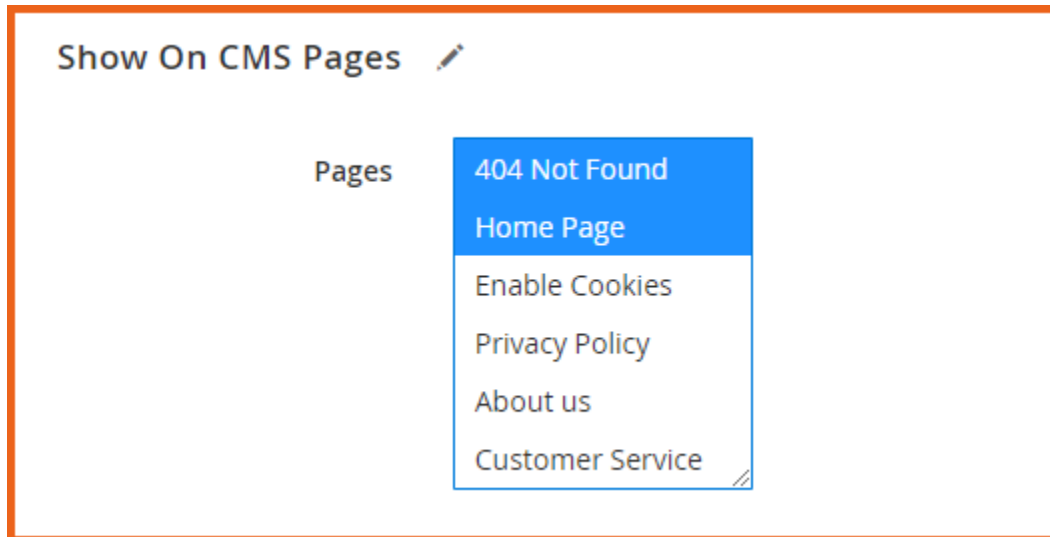 Show On CMS Pages
Pages
404 Not Found
Home Page
Enable Cookies
Privacy Policy
About us
Customer Service